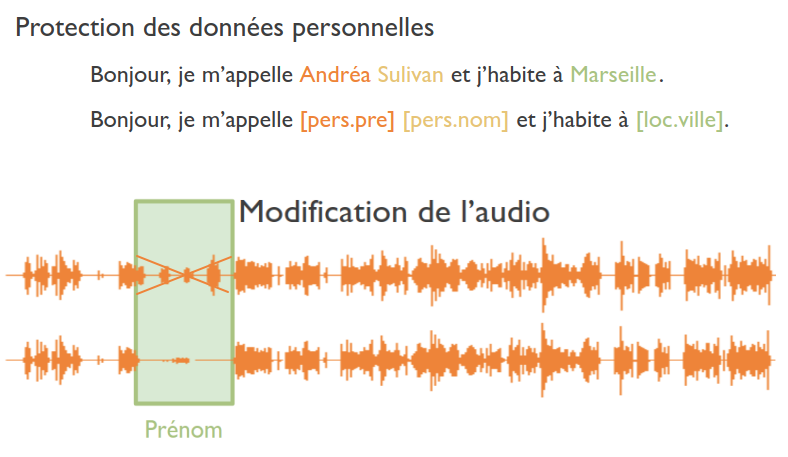 Protection des données personnelles
Bonjour, je m’appelle Andréa Sulivan et j’habite à Marseille.
Bonjour, je m’appelle [pers.pre] [pers.nom] et j’habite à [loc.ville].
Modification de l’audio
Prénom